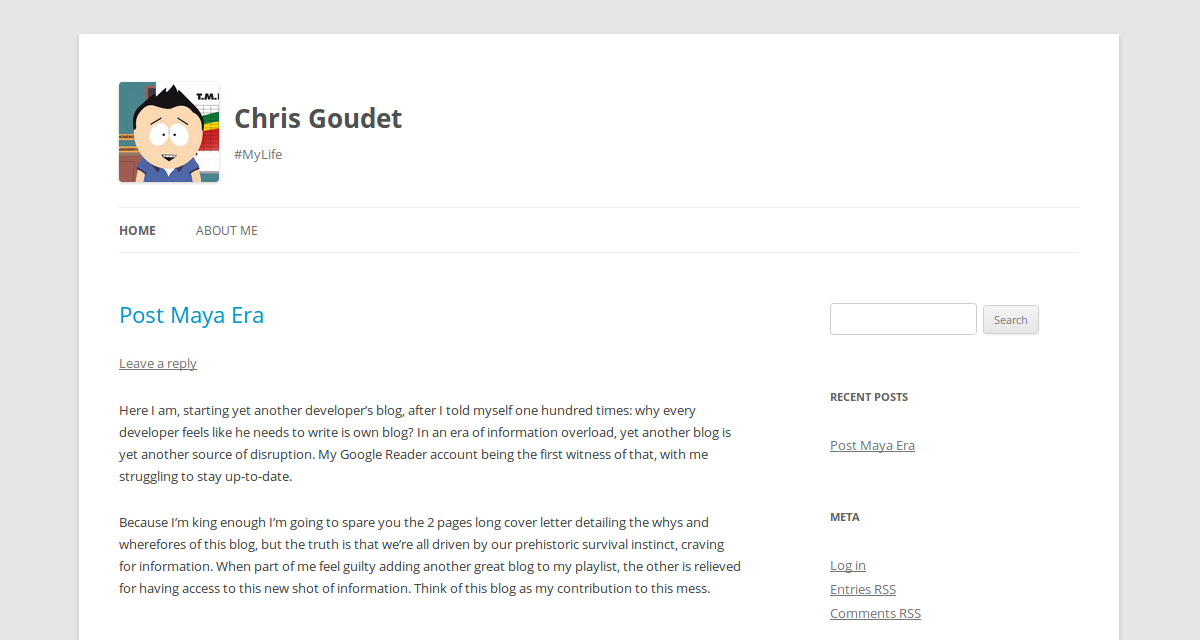 T.M.I
Chris Goudet
#MyLife
HOME
ABOUT ME
Post Maya Era
Leave a reply
Here I am, starting yet another developer’s blog, after I told myself one hundred times: why every
developer feels like he needs to write is own blog? In an era of information overload, yet another blog is
yet another source of disruption. My Google Reader account being the first witness of that, with me
struggling to stay up-to-date.
Because I’m king enough I’m going to spare you the 2 pages long cover letter detailing the whys and
wherefores of this blog, but the truth is that we’re all driven by our prehistoric survival instinct, craving
for information. When part of me feel guilty adding another great blog to my playlist, the other is relieved
for having access to this new shot of information. Think of this blog as my contribution to this mess.
Search
RECENT POSTS
Post Maya Era
META
Log in
Entries RSS
Comments RSS